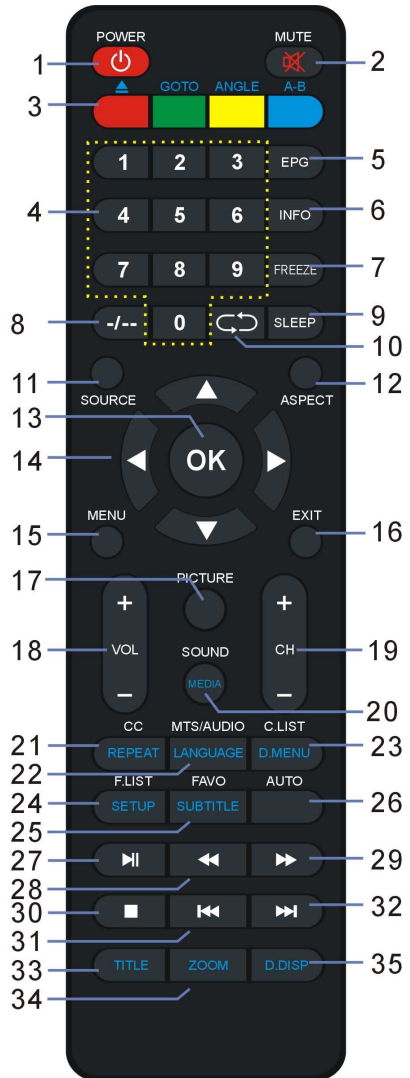 POWER MUTE
1 2
GOTO ANGLE A-B
3
1 2 3 EPG 5
4 4 5 6 INFO 6
7 8 9 FREEZE 7
8 -/-- 0 SLEEP 9
10
11 12
SOURCE ASPECT
13
14 OK
MENU EXIT
15 16
17 PICTURE
+ +
18 VOL SOUND CH 19
MEDIA
− −
20
CC MTS/AUDIO C.LIST
21 REPEAT LANGUAGE D.MENU 23
22
F.LIST FAVO AUTO
24 SETUP SUBTITLE 26
25
27 29
28
30 32
31
33 TITLE ZOOM D.DISP 35
34